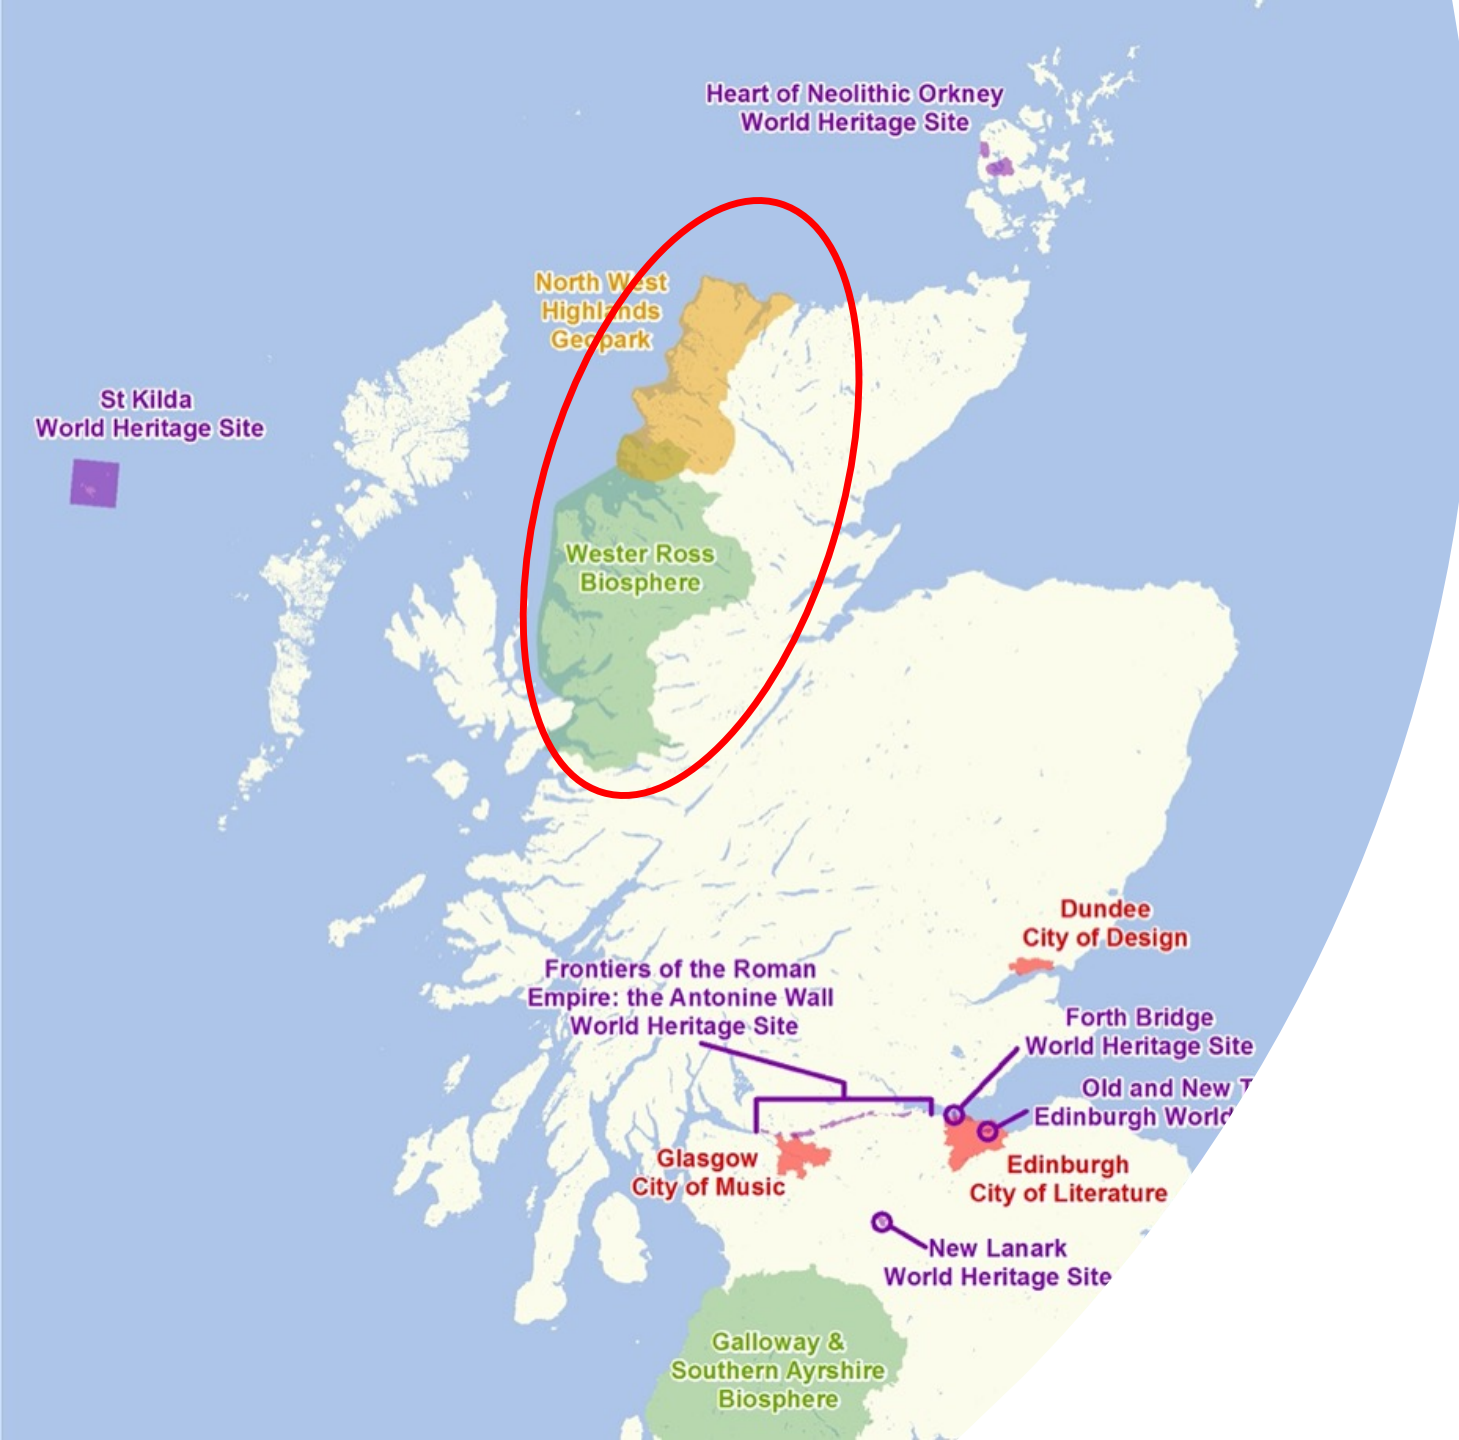 Heart of Neolithic Orkney
World Heritage Site
North West
Highlands
Geopark
St Kilda
World Heritage Site
Wester Ross
Biosphere
Dundee
City of Design
Frontiers of the Roman
Empire: the Antonine Wall
World Heritage Site
Forth Bridge
World Heritage Site
Old and New T
Edinburgh World
Glasgow
City of Music
Edinburgh
City of Literature
New Lanark
World Heritage Site
Galloway &
Southern Ayrshire
Biosphere